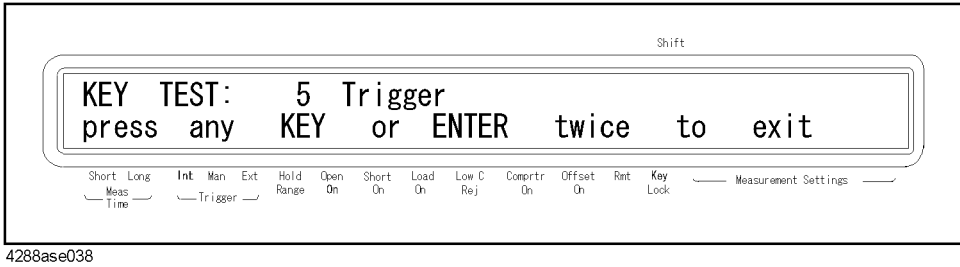 Shift
KEY TEST: 5 Trigger
press any KEY or ENTER twice to exit
Short Long Int Man Ext Hold Open Short Load Low C Comprtr Offset Rmt Key Measurement Settings
Meas Time Trigger Range On On On Rej On On Lock
4288ase038